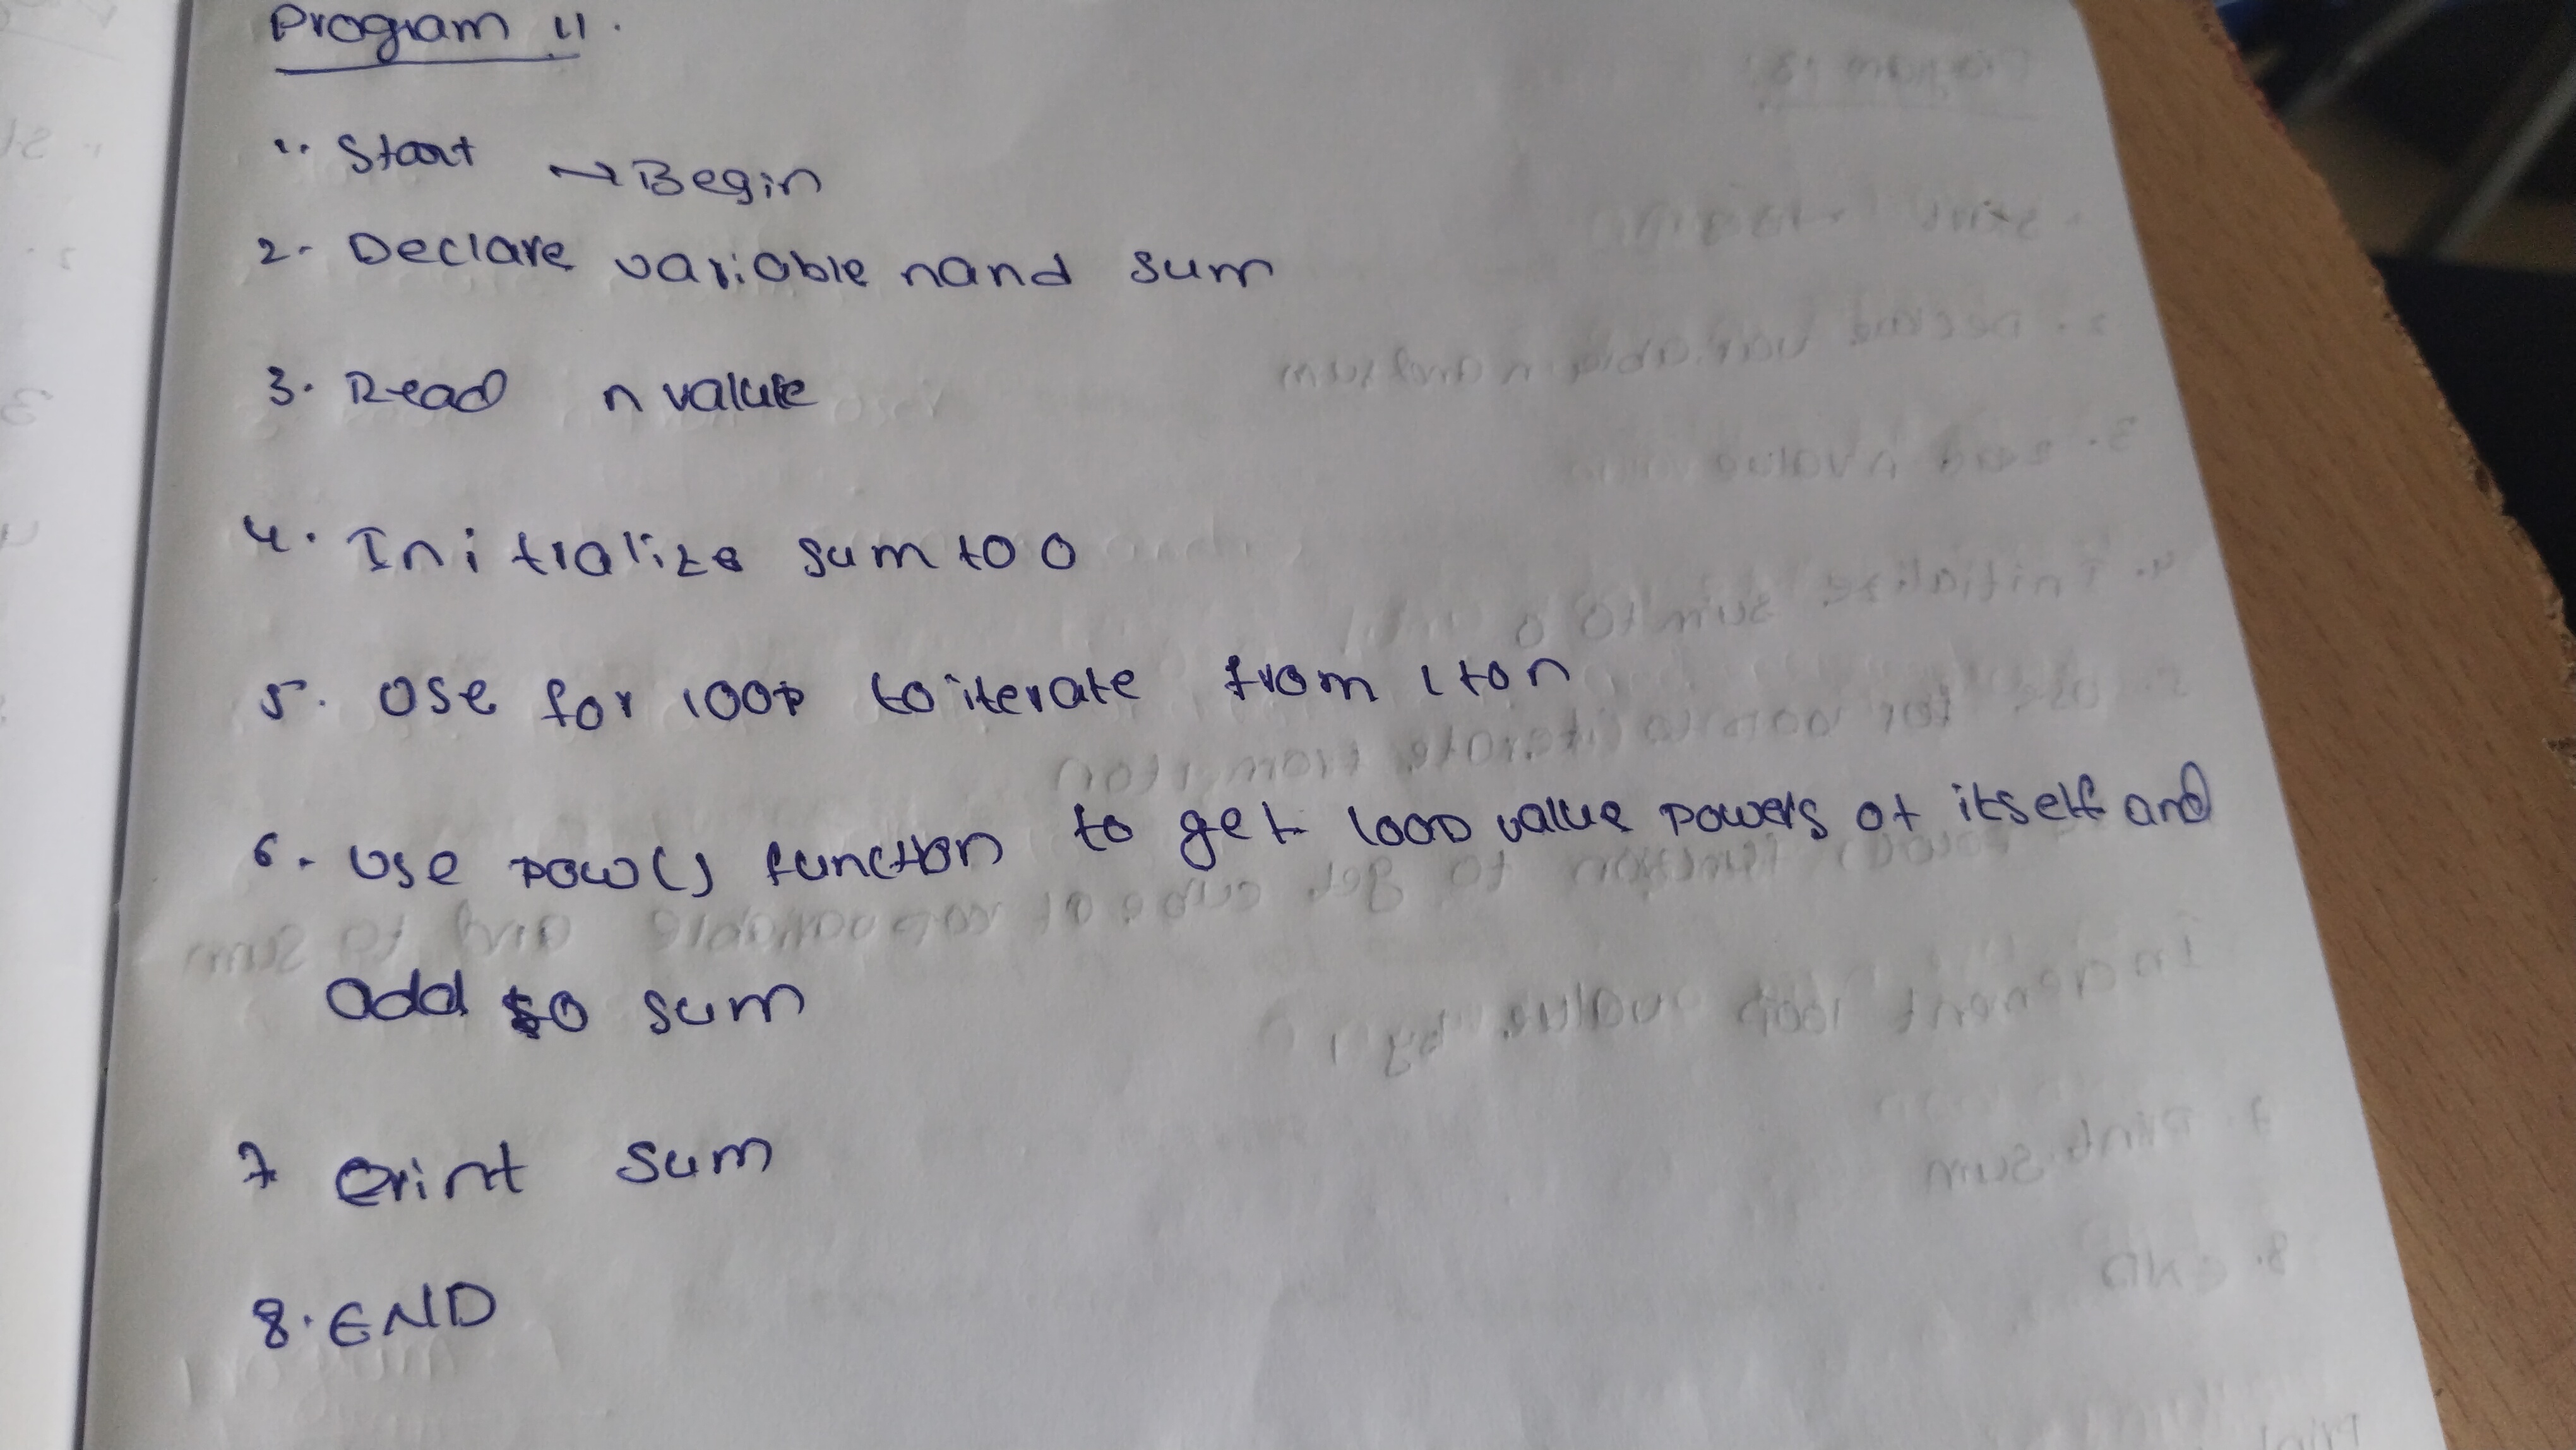 Program 11.
1. Start → Begin
2. Declare variable n and sum
3. Read n value
4. Initialize sum to 0
5. Use for loop to iterate from 1 to n
6. Use pow() function to get loop value powers of itself and
add to sum
7 Print sum
8. END